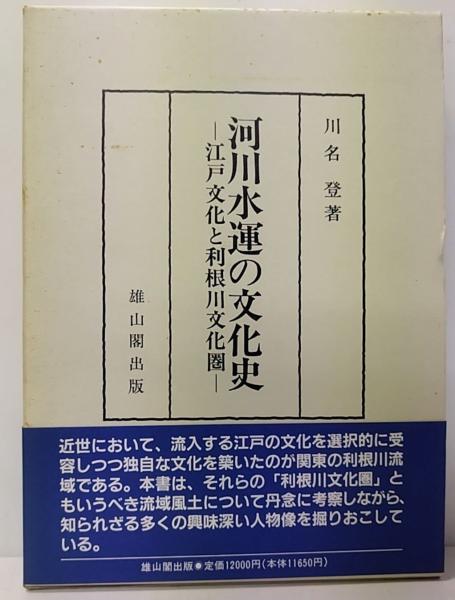 川名登著
河川水運の文化史
―江戸文化と利根川文化圏―
雄山閣出版
近世において、流入する江戸の文化を選択的に受
容しつつ独自な文化を築いたのが関東の利根川流
域である。本書は、それらの「利根川文化圏」と
もいうべき流域風土について丹念に考察しながら、
知られざる多くの興味深い人物像を掘りおこして
いる。
雄山閣出版●定価12000円(本体11650円)